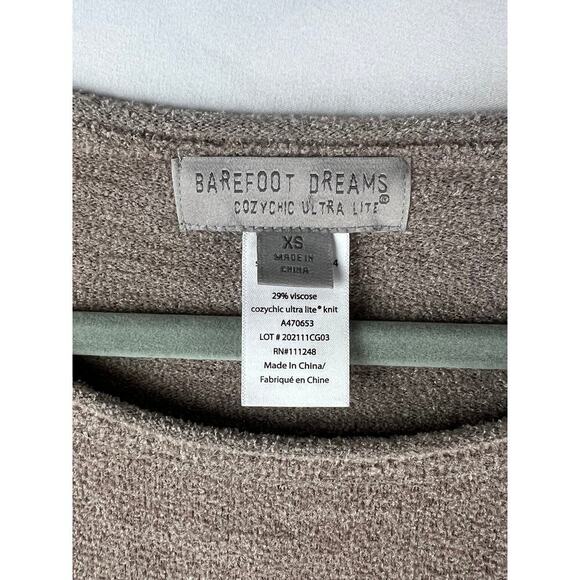 BAREFOOT DREAMS
COZYCHIC ULTRA LITE®
XS
MADE IN
CHINA
4
29% viscose
cozychic ultra lite® knit
A470653
LOT # 202111CG03
RN#111248
Made In China/
Fabriqué en Chine